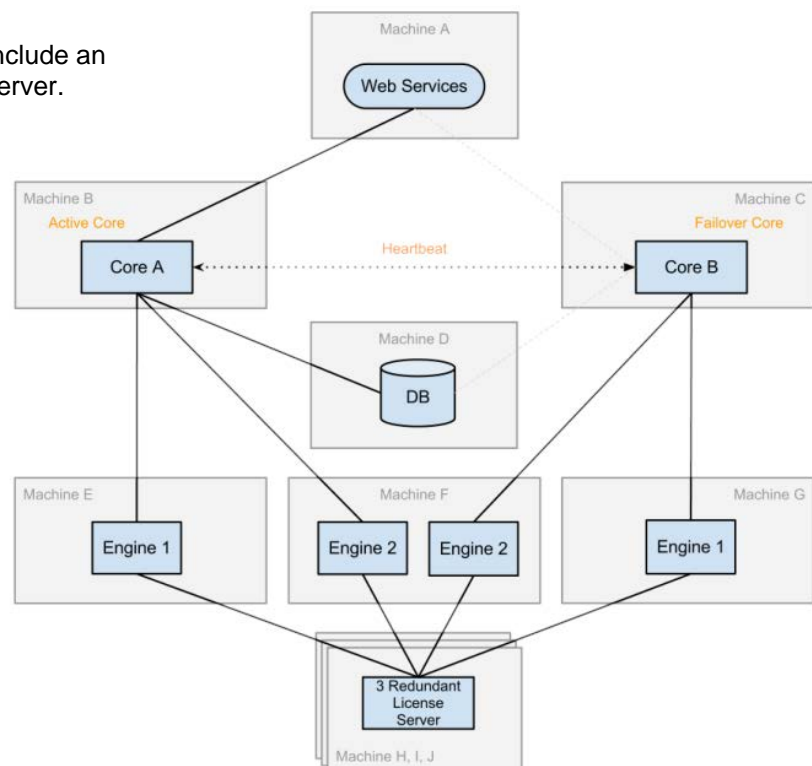 nclude an
erver.
Machine A
Web Services
Machine B
Machine C
Active Core
Failover Core
Core A
Heartbeat
Core B
Machine D
DB
Machine E
Machine F
Machine G
Engine 1
Engine 2
Engine 2
Engine 1
3 Redundant
License
Server
Machine H, I, J